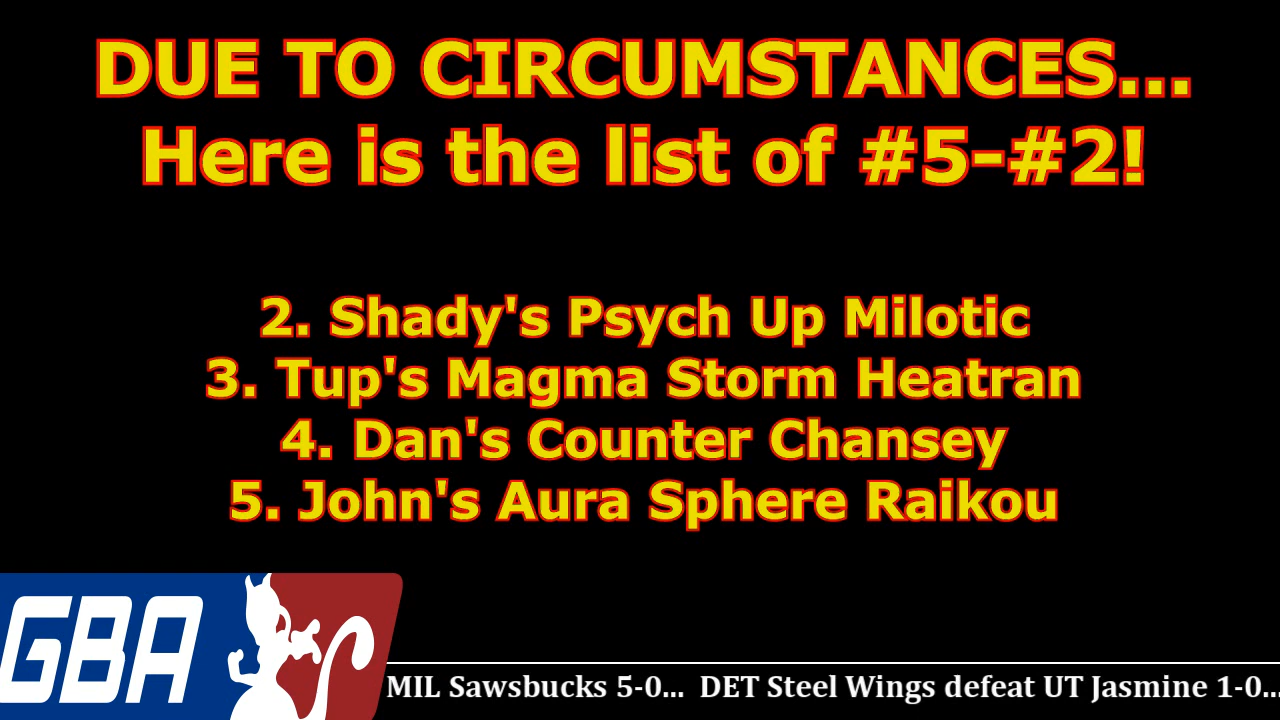 DUE TO CIRCUMSTANCES...
Here is the list of #5-#2!
2. Shady's Psych Up Milotic
3. Tup's Magma Storm Heatran
4. Dan's Counter Chansey
5. John's Aura Sphere Raikou
GBA
MIL Sawsbucks 5-0... DET Steel Wings defeat UT Jasmine 1-0...